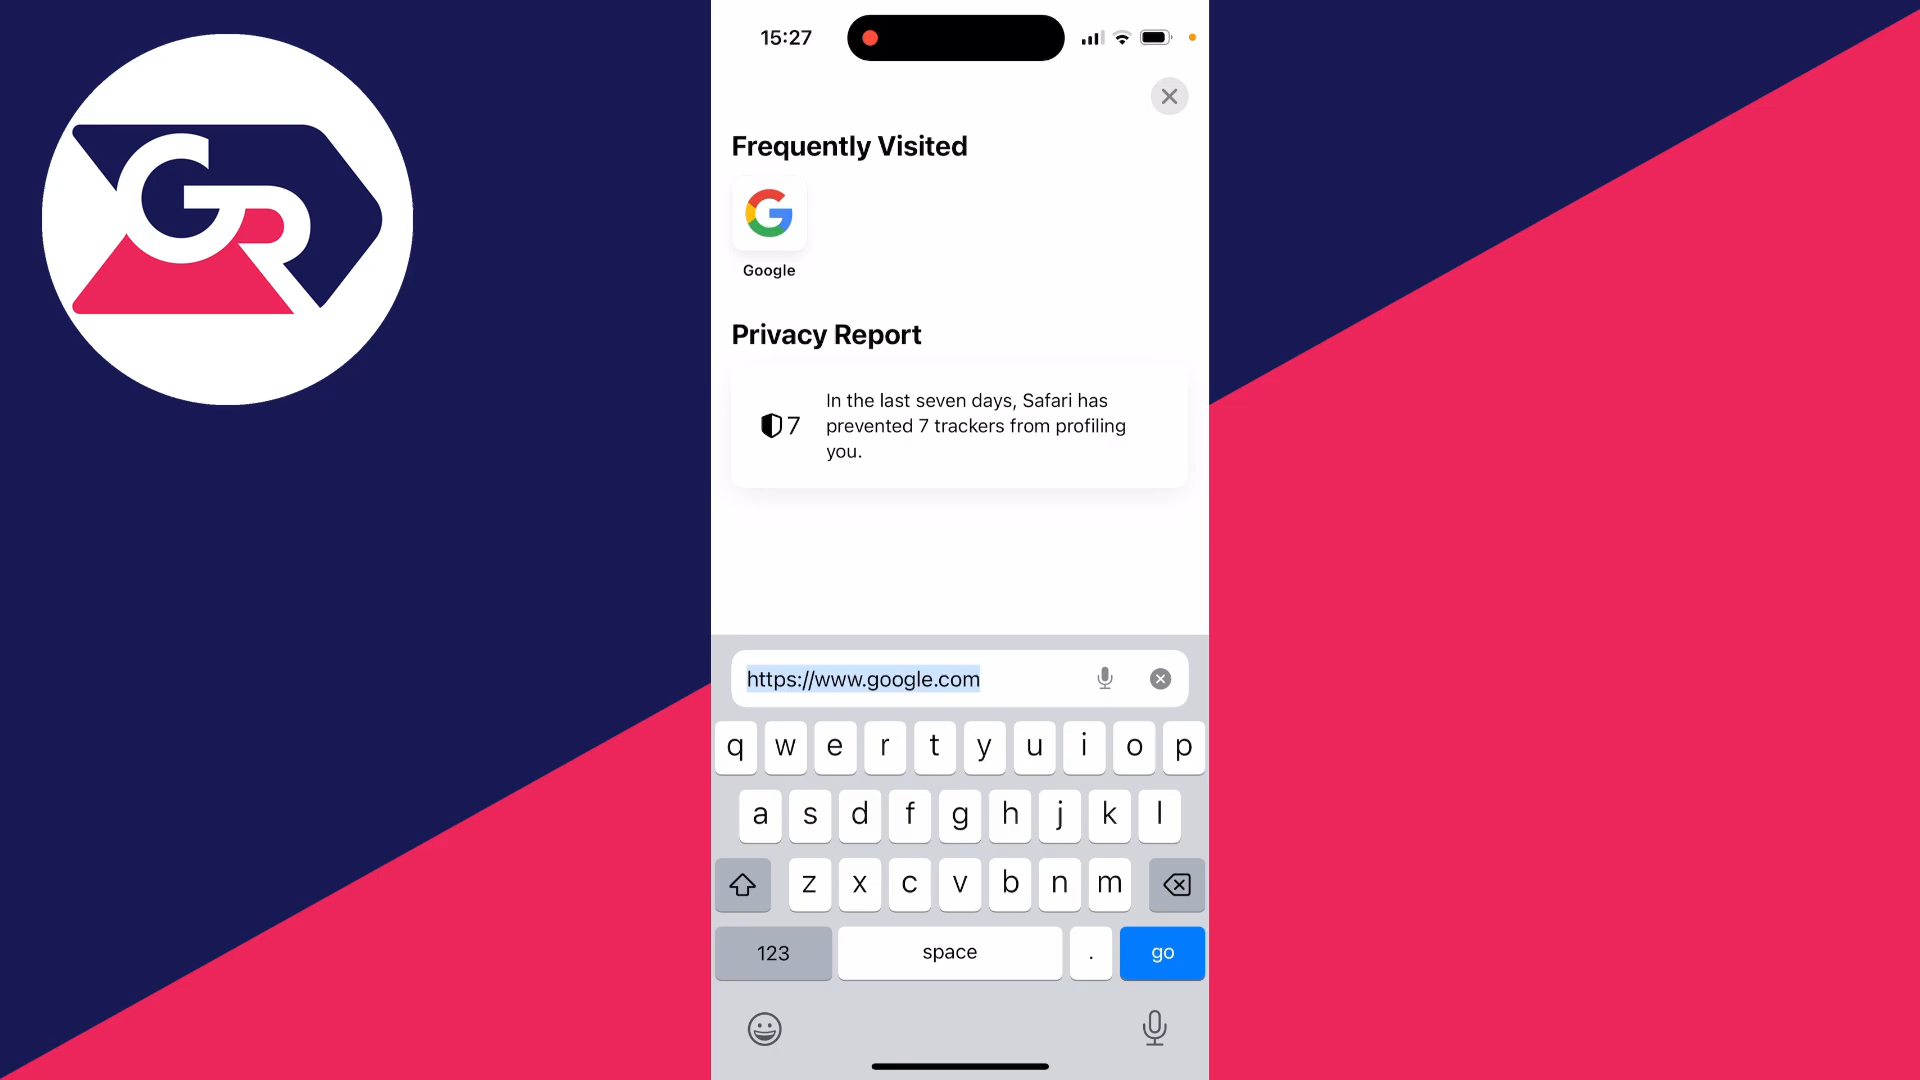 15:27
GR
Frequently Visited
Google
Privacy Report
7
In the last seven days, Safari has
prevented 7 trackers from profiling
you.
https://www.google.com
q w e r t y u i o p
a s d f g h j k l
z x c v b n m
123 space . go